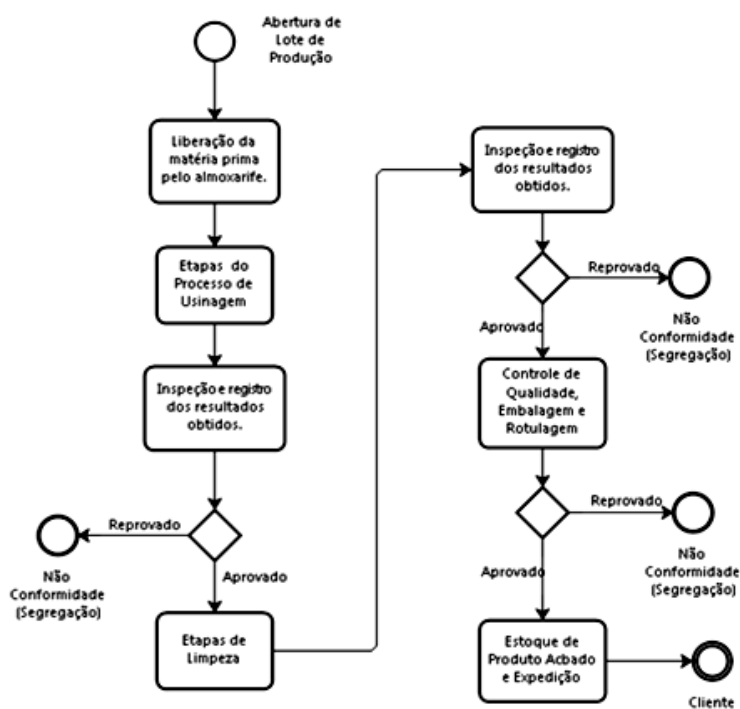 Abertura de
Lote de
Produção
Liberação da
matéria prima
pelo almoxarife.
Etapas do
Processo de
Usinagem
Inspeção e registro
dos resultados
obtidos.
Reprovado
Não
Conformidade
(Segregação)
Aprovado
Etapas de
Limpeza
Inspeção e registro
dos resultados
obtidos.
Reprovado
Não
Conformidade
(Segregação)
Aprovado
Controle de
Qualidade,
Embalagem e
Rotulagem
Reprovado
Não
Conformidade
(Segregação)
Aprovado
Estoque de
Produto Acbado
e Expedição
Cliente